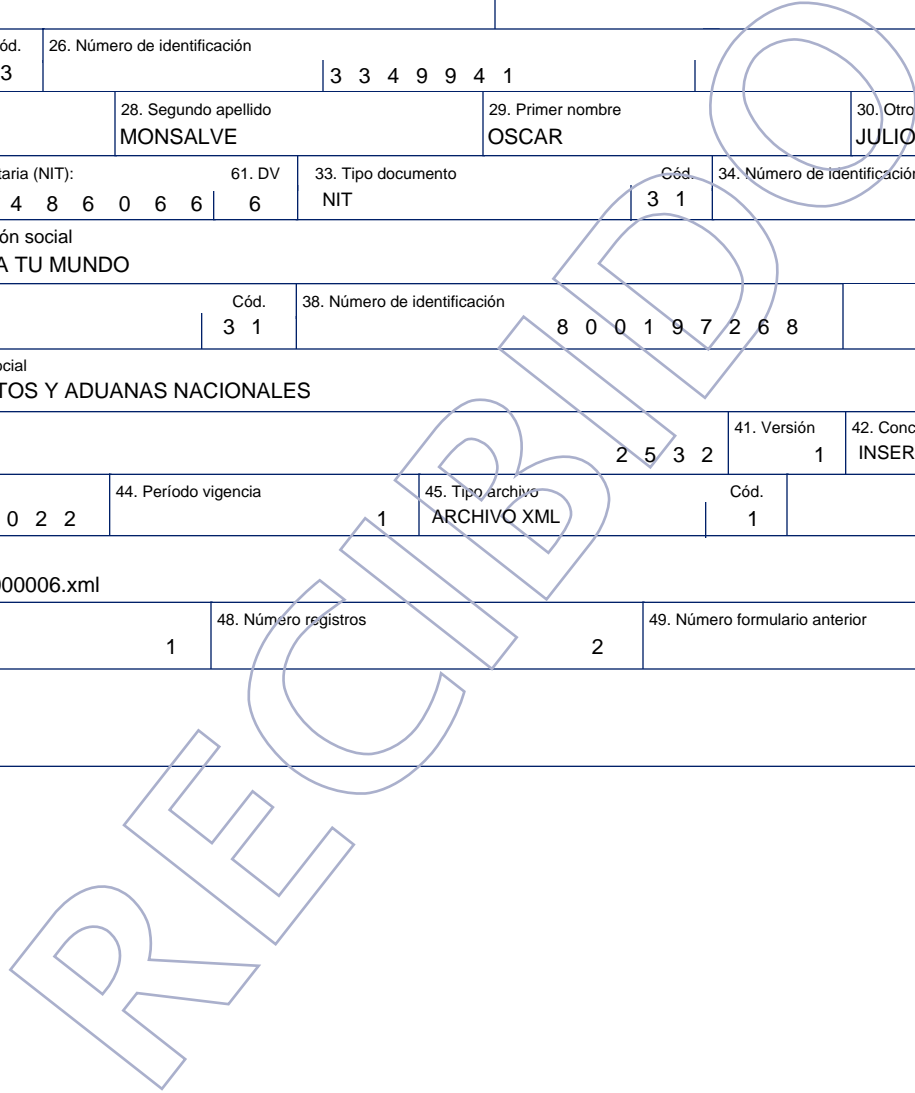 ód. 26. Número de identificación
3 3 3 4 9 9 4 1
28. Segundo apellido 29. Primer nombre 30. Otro
MONSALVE OSCAR JULIO
taria (NIT): 61. DV 33. Tipo documento Cód. 34. Número de identificación
4 8 6 0 6 6 6 NIT 3 1
ón social
A TU MUNDO
Cód. 38. Número de identificación
3 1 8 0 0 1 9 7 2 6 8
ocial
TOS Y ADUANAS NACIONALES
41. Versión 42. Conc
2 5 3 2 1 INSER
44. Período vigencia 45. Tipo archivo Cód.
0 2 2 1 ARCHIVO XML 1
000006.xml
48. Número registros 49. Número formulario anterior
1 2
RECIBIDO